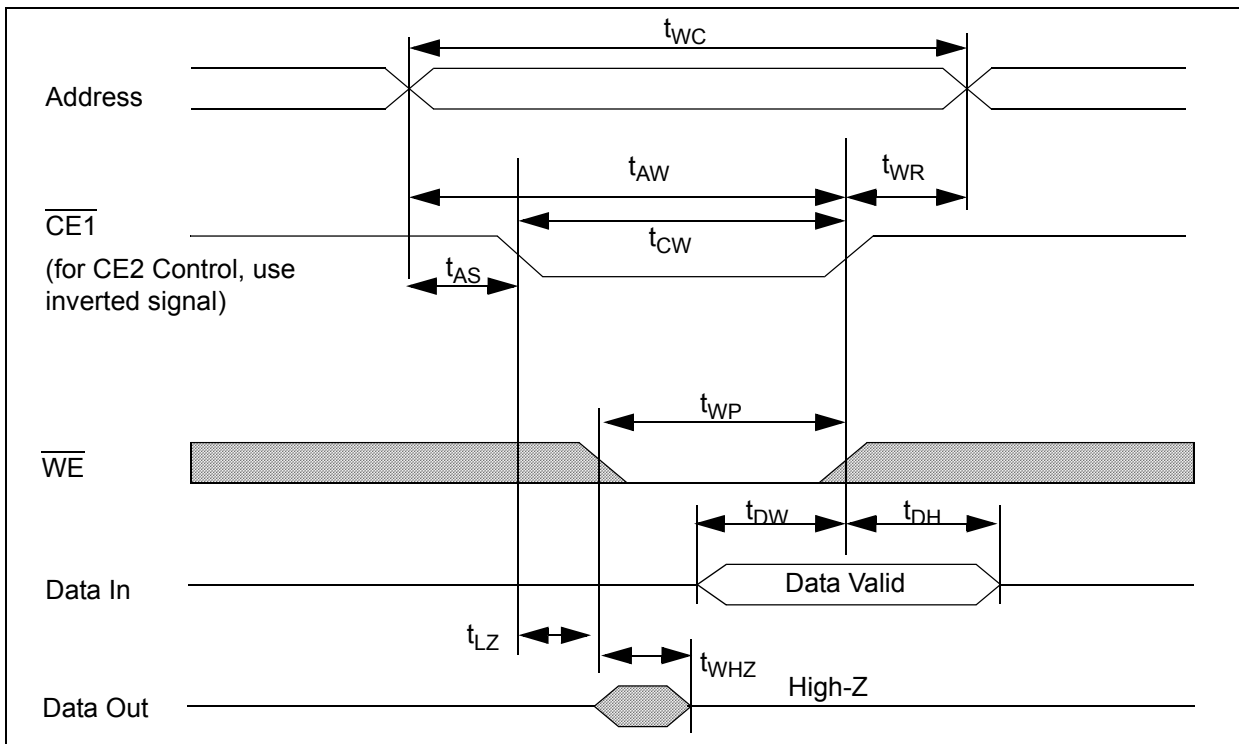 tWC
Address
tAW
tWR
CE1
tCW
(for CE2 Control, use
inverted signal)
tAS
tWP
WE
tDW
tDH
Data In
Data Valid
tLZ
tWHZ
High-Z
Data Out